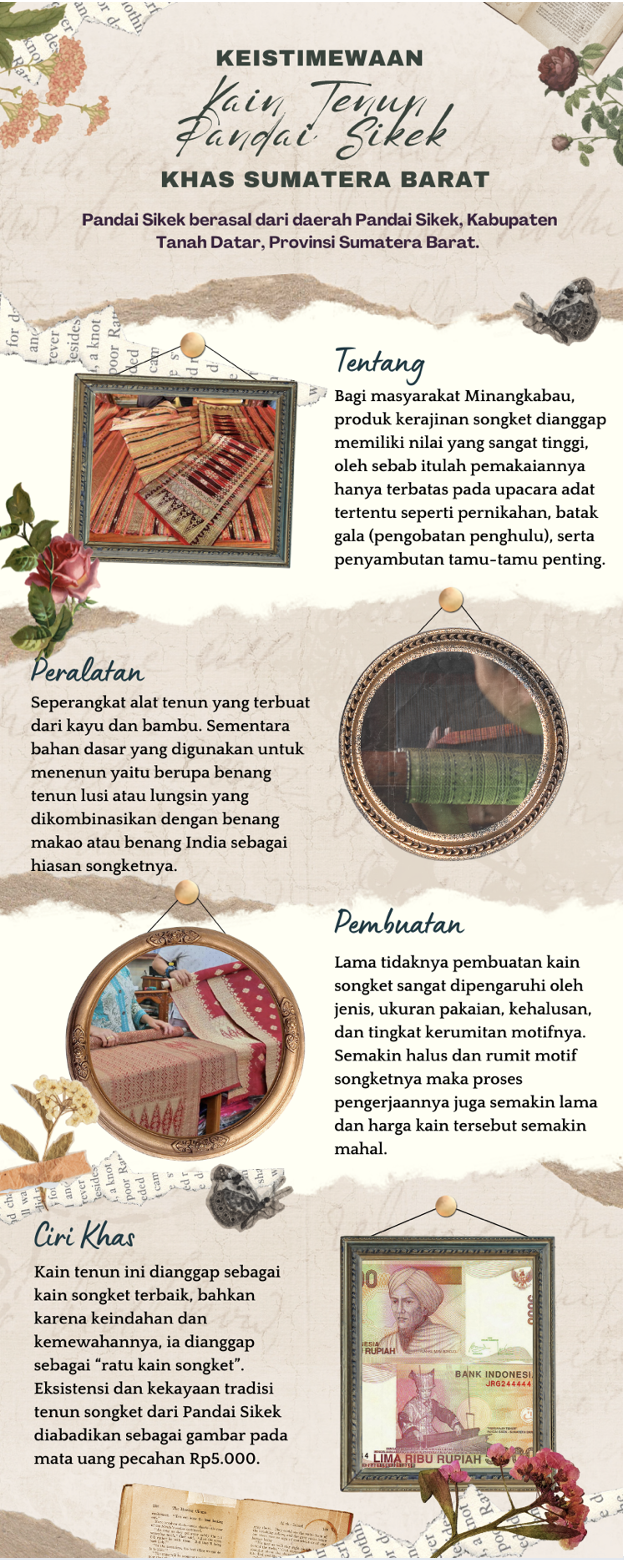 KEISTIMEWAAN
Kain Tenun
Pandai Sikek
KHAS SUMATERA BARAT
Pandai Sikek berasal dari daerah Pandai Sikek, Kabupaten
Tanah Datar, Provinsi Sumatera Barat.
Tentang
Bagi masyarakat Minangkabau,
produk kerajinan songket dianggap
memiliki nilai yang sangat tinggi,
oleh sebab itulah pemakaiannya
hanya terbatas pada upacara adat
tertentu seperti pernikahan, batak
gala (pengobatan penghulu), serta
penyambutan tamu-tamu penting.
Peralatan
Seperangkat alat tenun yang terbuat
dari kayu dan bambu. Sementara
bahan dasar yang digunakan untuk
menenun yaitu berupa benang
tenun lusi atau lungsin yang
dikombinasikan dengan benang
makao atau benang India sebagai
hiasan songketnya.
Pembuatan
Lama tidaknya pembuatan kain
songket sangat dipengaruhi oleh
jenis, ukuran pakaian, kehalusan,
dan tingkat kerumitan motifnya.
Semakin halus dan rumit motif
songketnya maka proses
pengerjaannya juga semakin lama
dan harga kain tersebut semakin
mahal.
Ciri Khas
Kain tenun ini dianggap sebagai
kain songket terbaik, bahkan
karena keindahan dan
kemewahannya, ia dianggap
sebagai “ratu kain songket”.
Eksistensi dan kekayaan tradisi
tenun songket dari Pandai Sikek
diabadikan sebagai gambar pada
mata uang pecahan Rp5.000.
RUPIAH
BANK INDONESI
JRG244444
LIMA RIBU RUPIAH